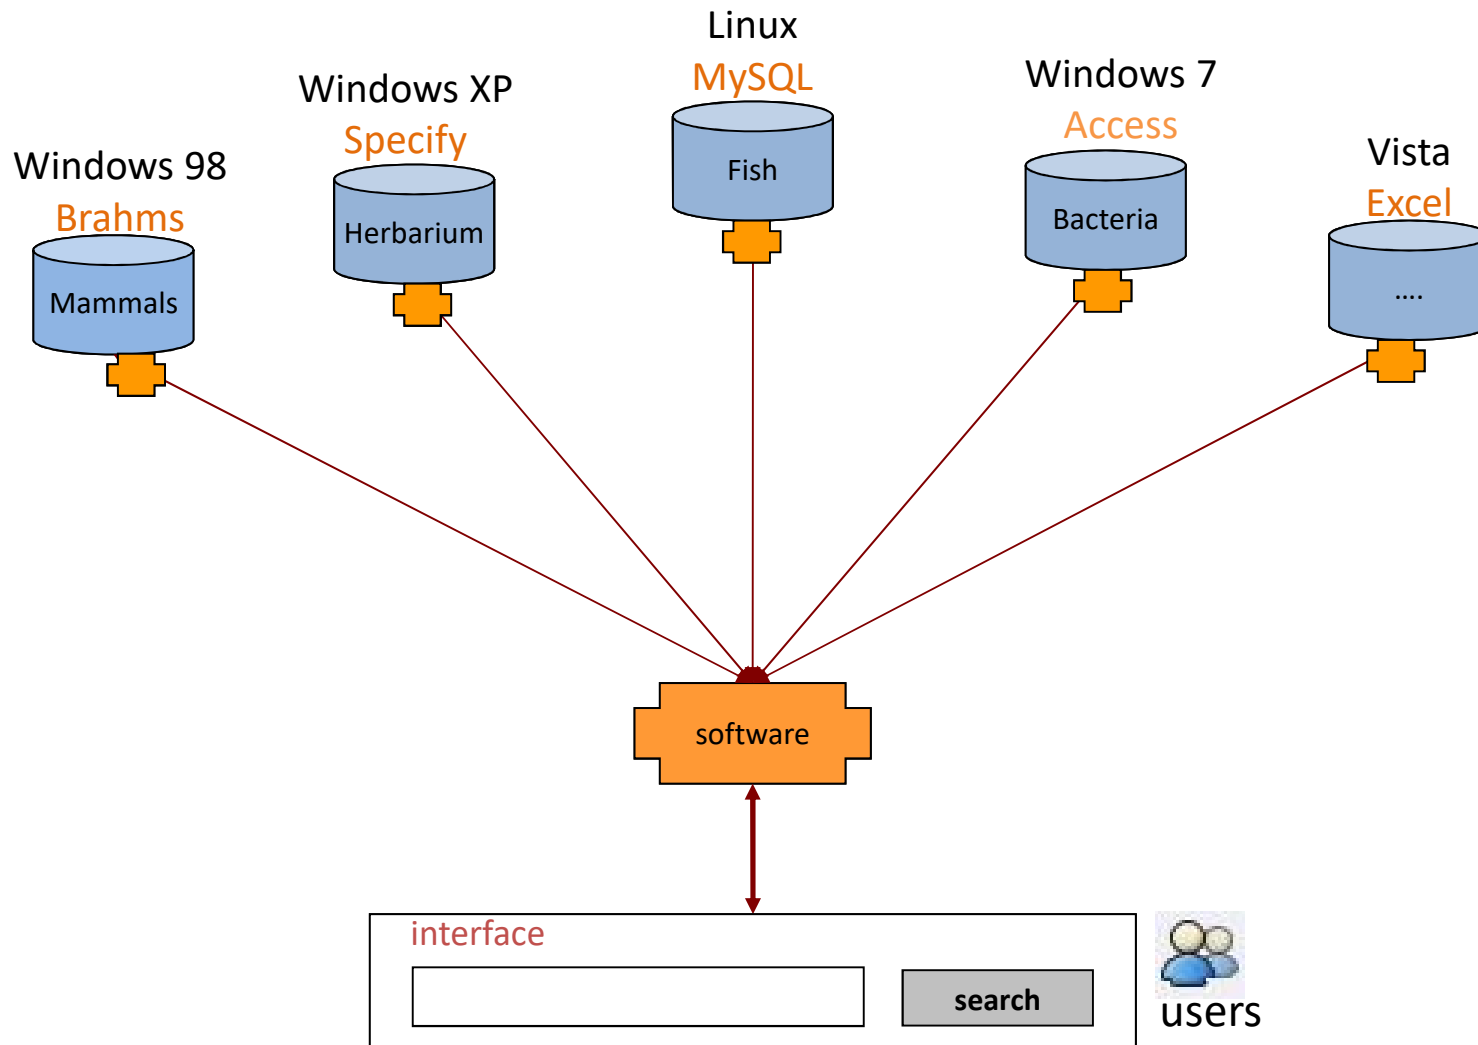 Linux
MySQL
Fish
Windows XP
Specify
Herbarium
Windows 7
Access
Bacteria
Windows 98
Brahms
Mammals
Vista
Excel
....
software
interface
search
users